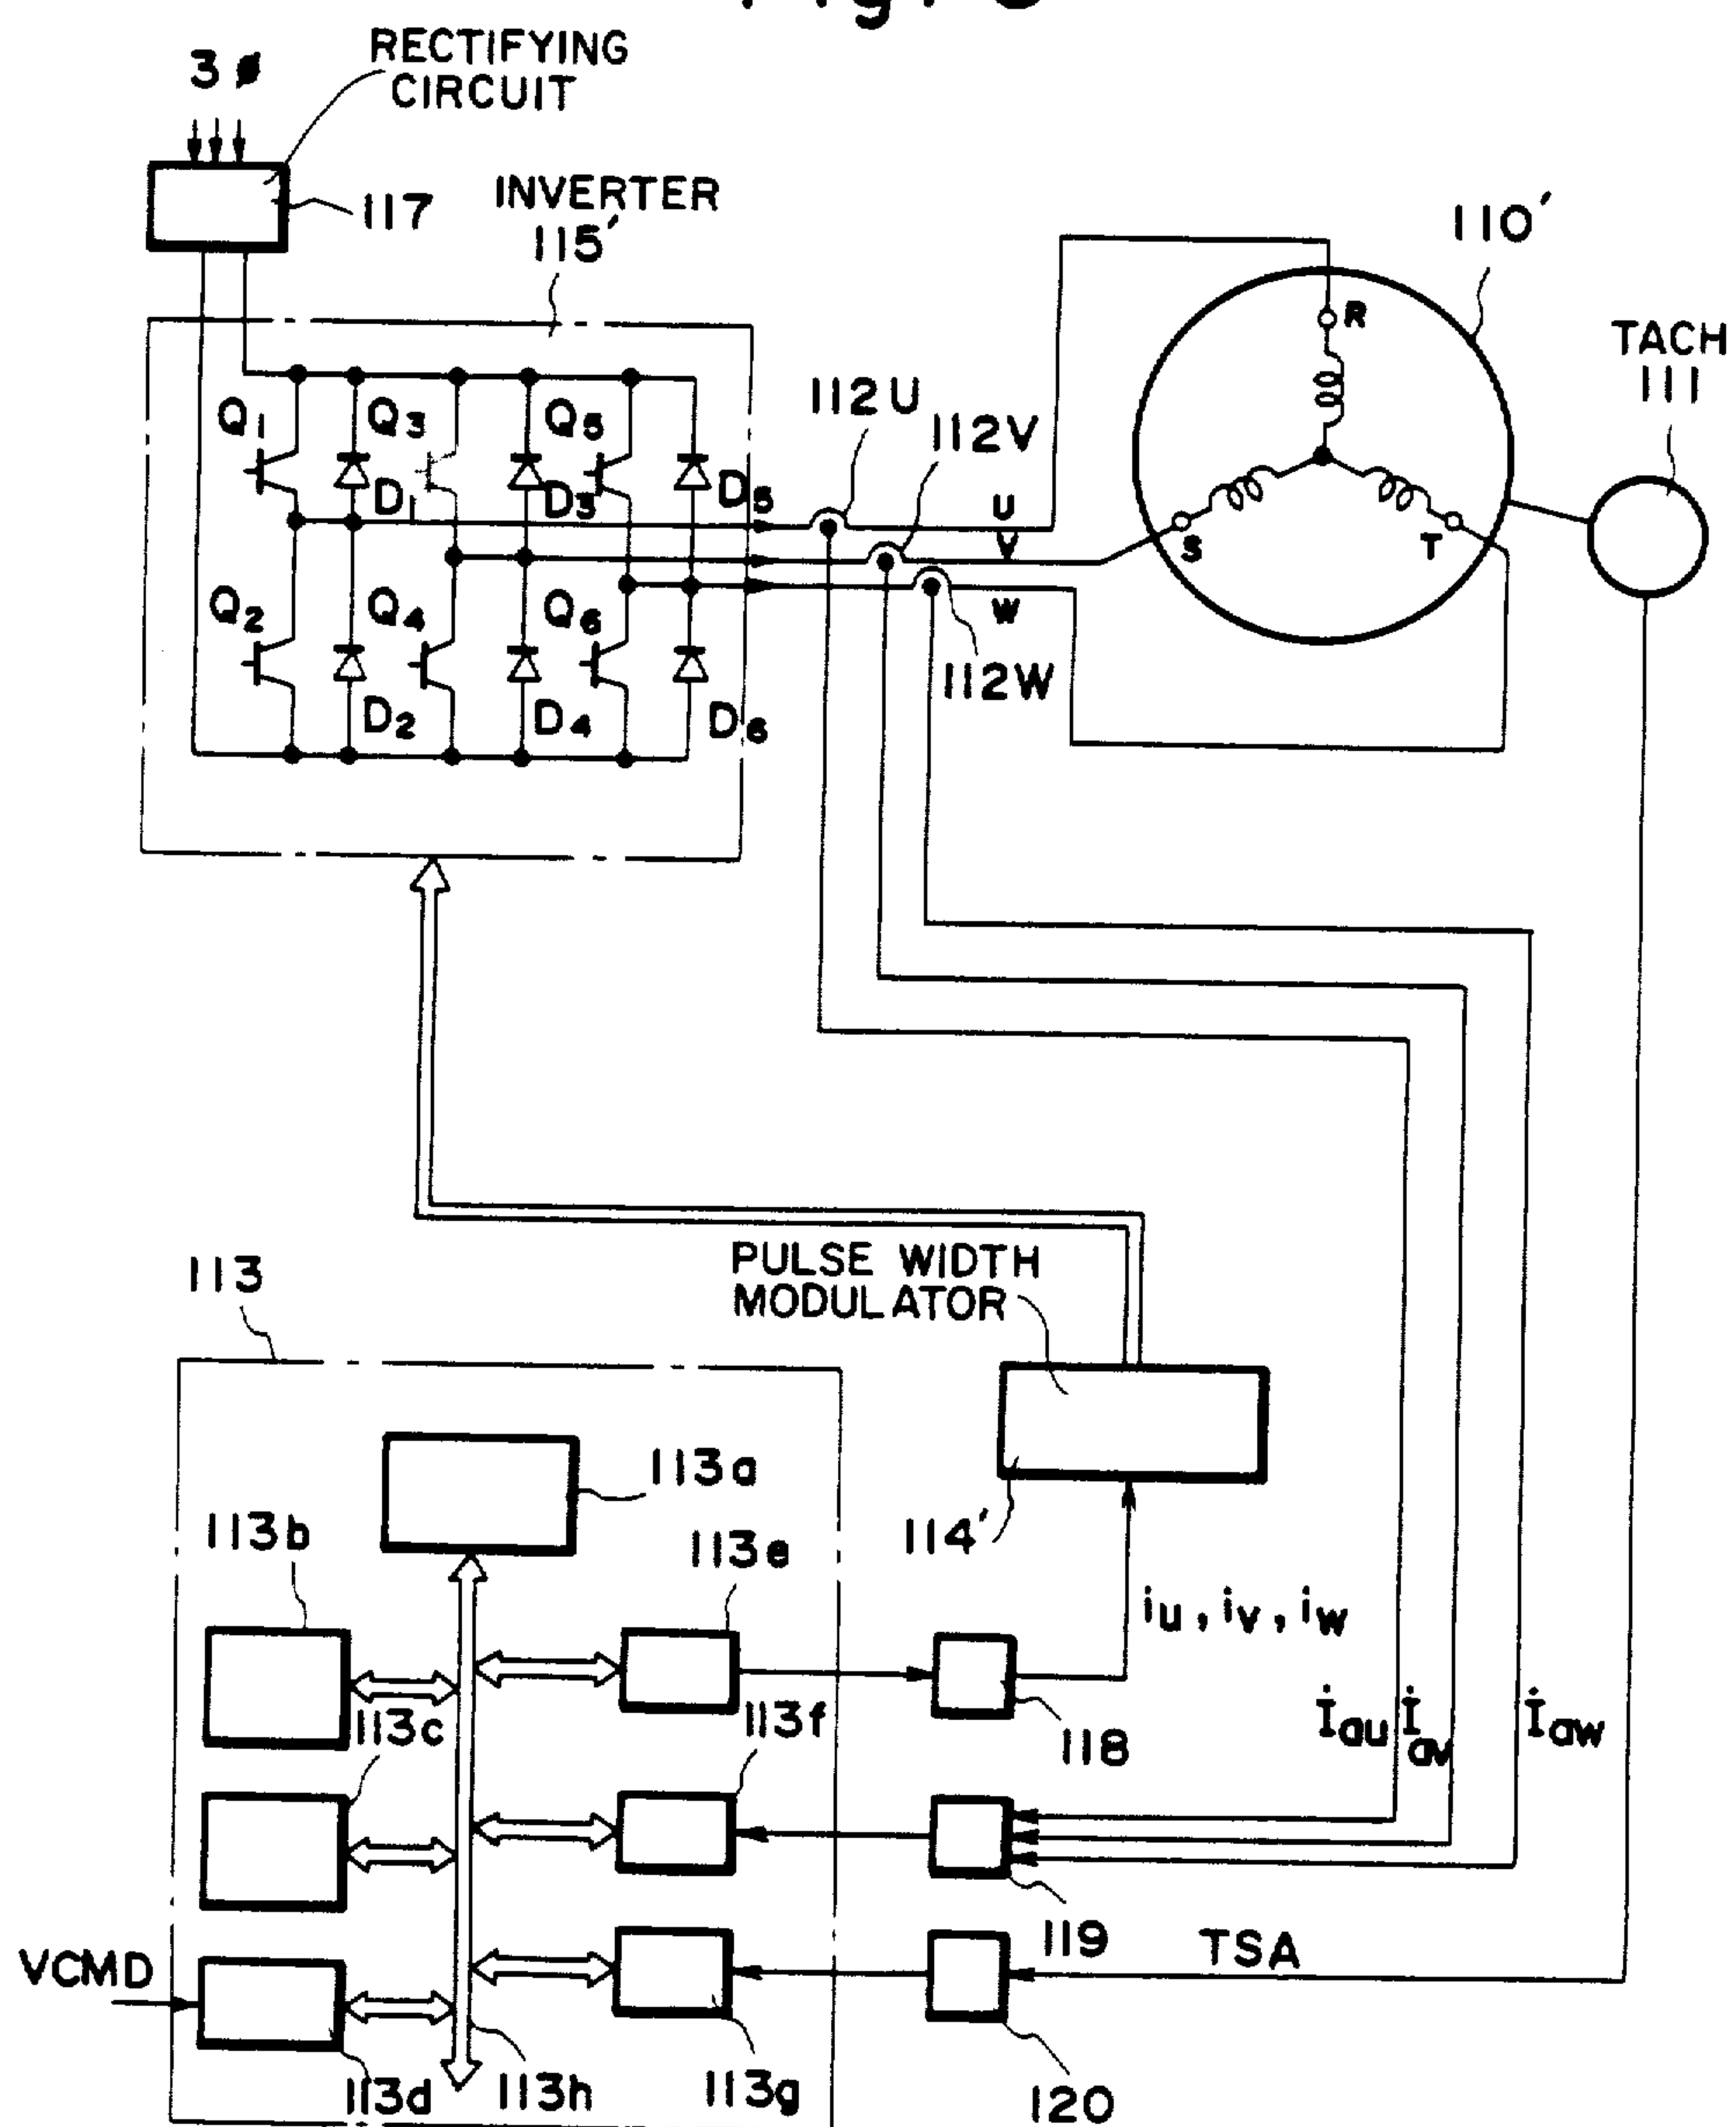 3 ø
RECTIFYING
CIRCUIT
117
INVERTER
115′
110′
R
S
T
TACH
111
Q1
Q3
Q5
D1
D3
D5
112U
112V
U
V
W
Q2
Q4
Q6
112W
D2
D4
D6
PULSE WIDTH
MODULATOR
113
113a
114′
113b
113e
iu, iv, iw
113c
113f
118
İau
İav
İaw
119
TSA
VCMD
113d
113h
113g
120